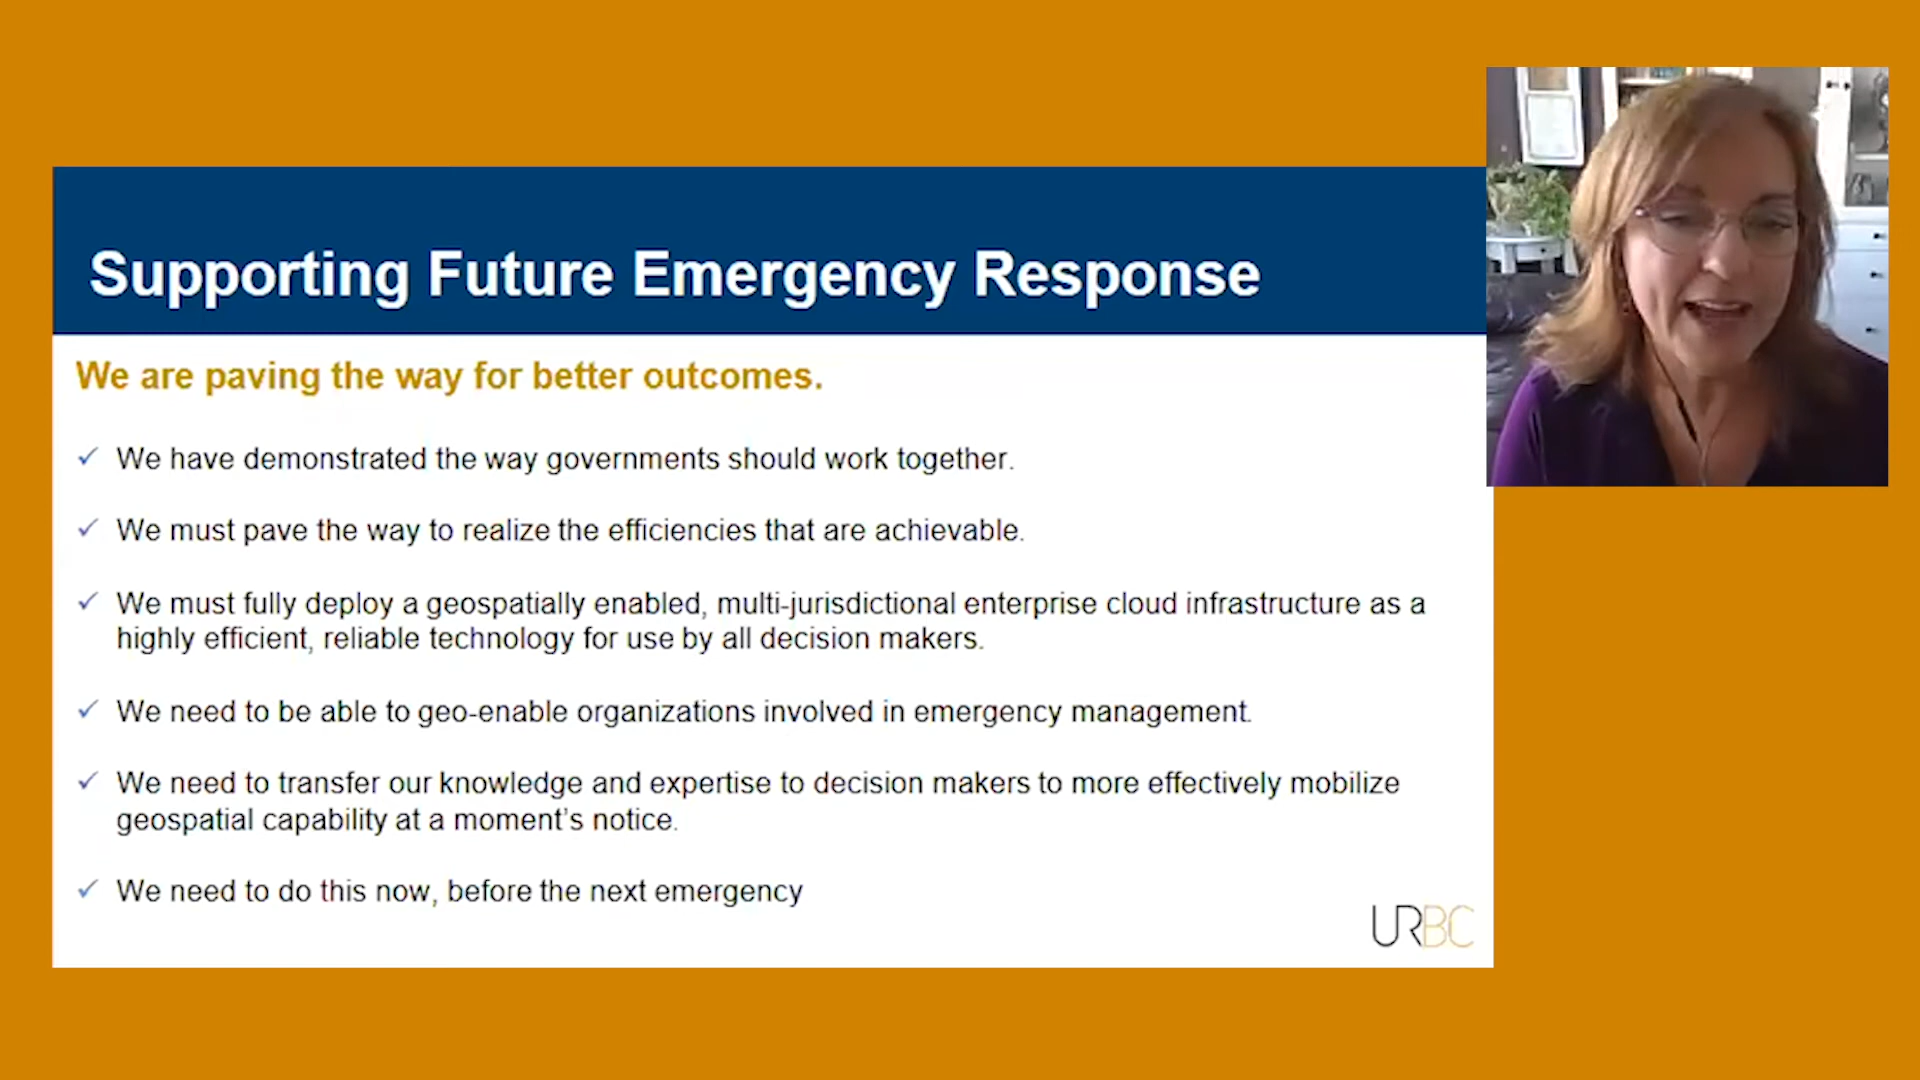 Supporting Future Emergency Response
We are paving the way for better outcomes.
✓ We have demonstrated the way governments should work together.
✓ We must pave the way to realize the efficiencies that are achievable.
✓ We must fully deploy a geospatially enabled, multi-jurisdictional enterprise cloud infrastructure as a
highly efficient, reliable technology for use by all decision makers.
✓ We need to be able to geo-enable organizations involved in emergency management.
✓ We need to transfer our knowledge and expertise to decision makers to more effectively mobilize
geospatial capability at a moment’s notice.
✓ We need to do this now, before the next emergency
URBC